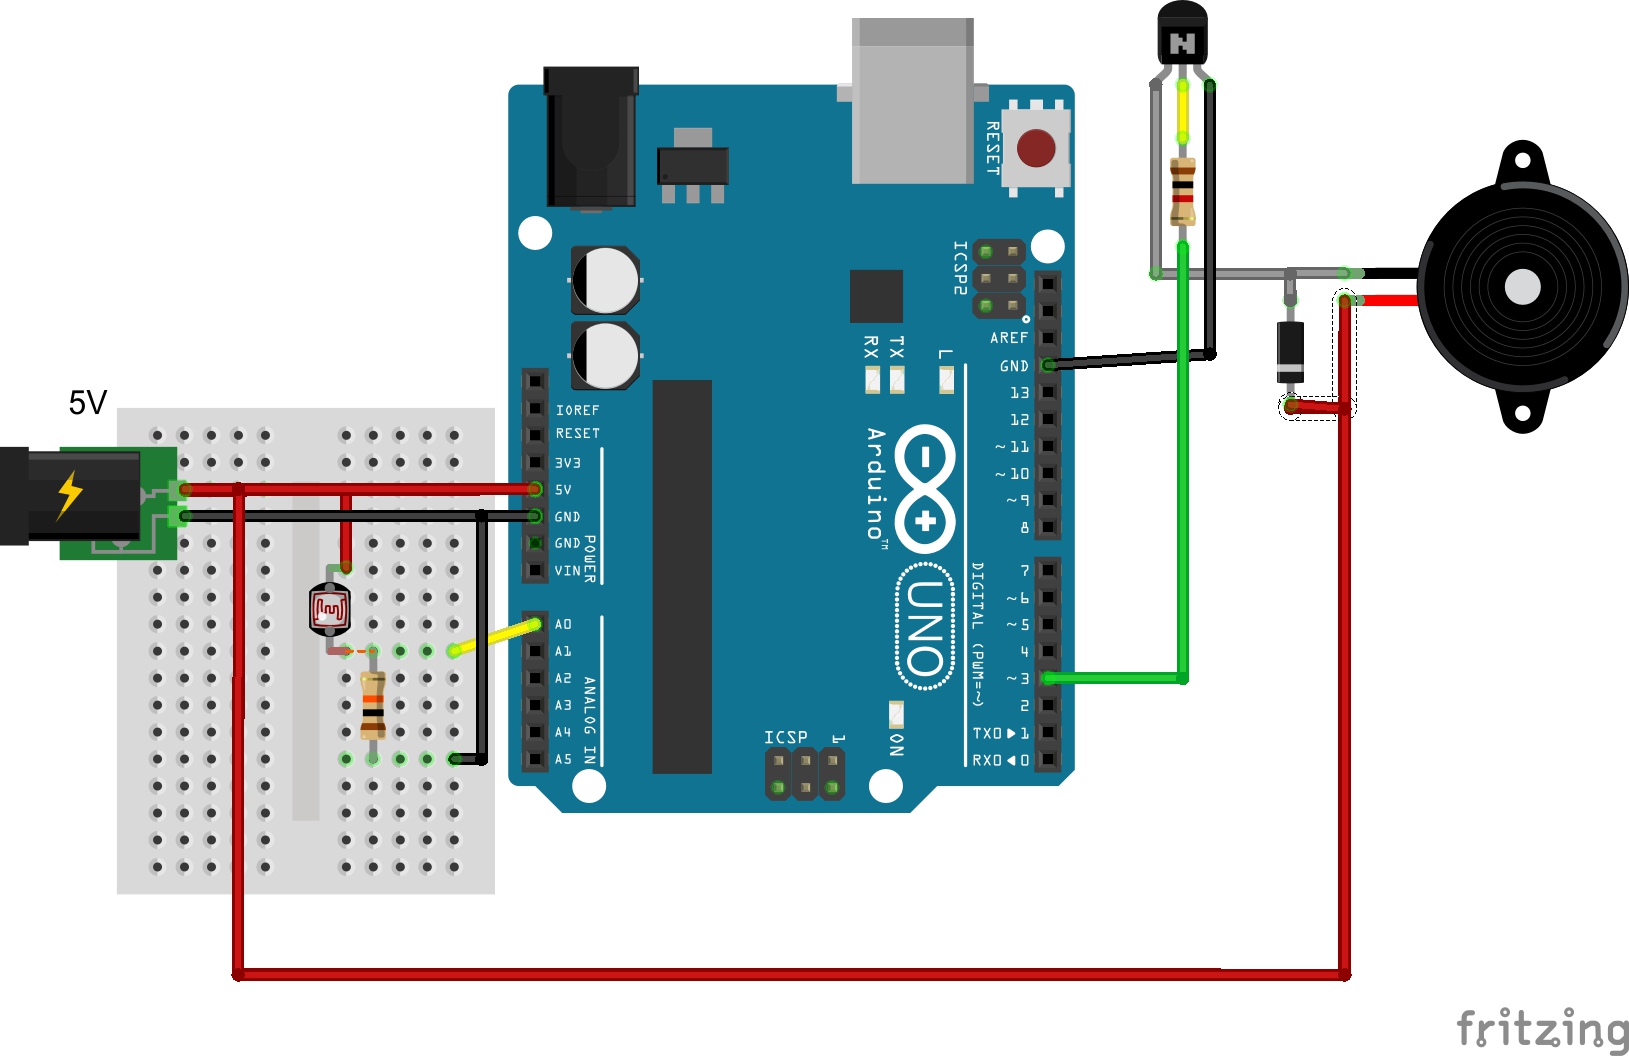 N
RESET
ICSP2
AREF
GND
RX
TX
L
13
12
~11
~10
~9
8
5V
IOREF
RESET
3V3
5V
GND
GND
VIN
POWER
Arduino™
UNO
DIGITAL (PWM=~)
7
~6
~5
4
~3
2
TX0▶1
RX0◀0
A0
A1
A2
A3
A4
A5
ANALOG IN
ICSP
1
ON
fritzing